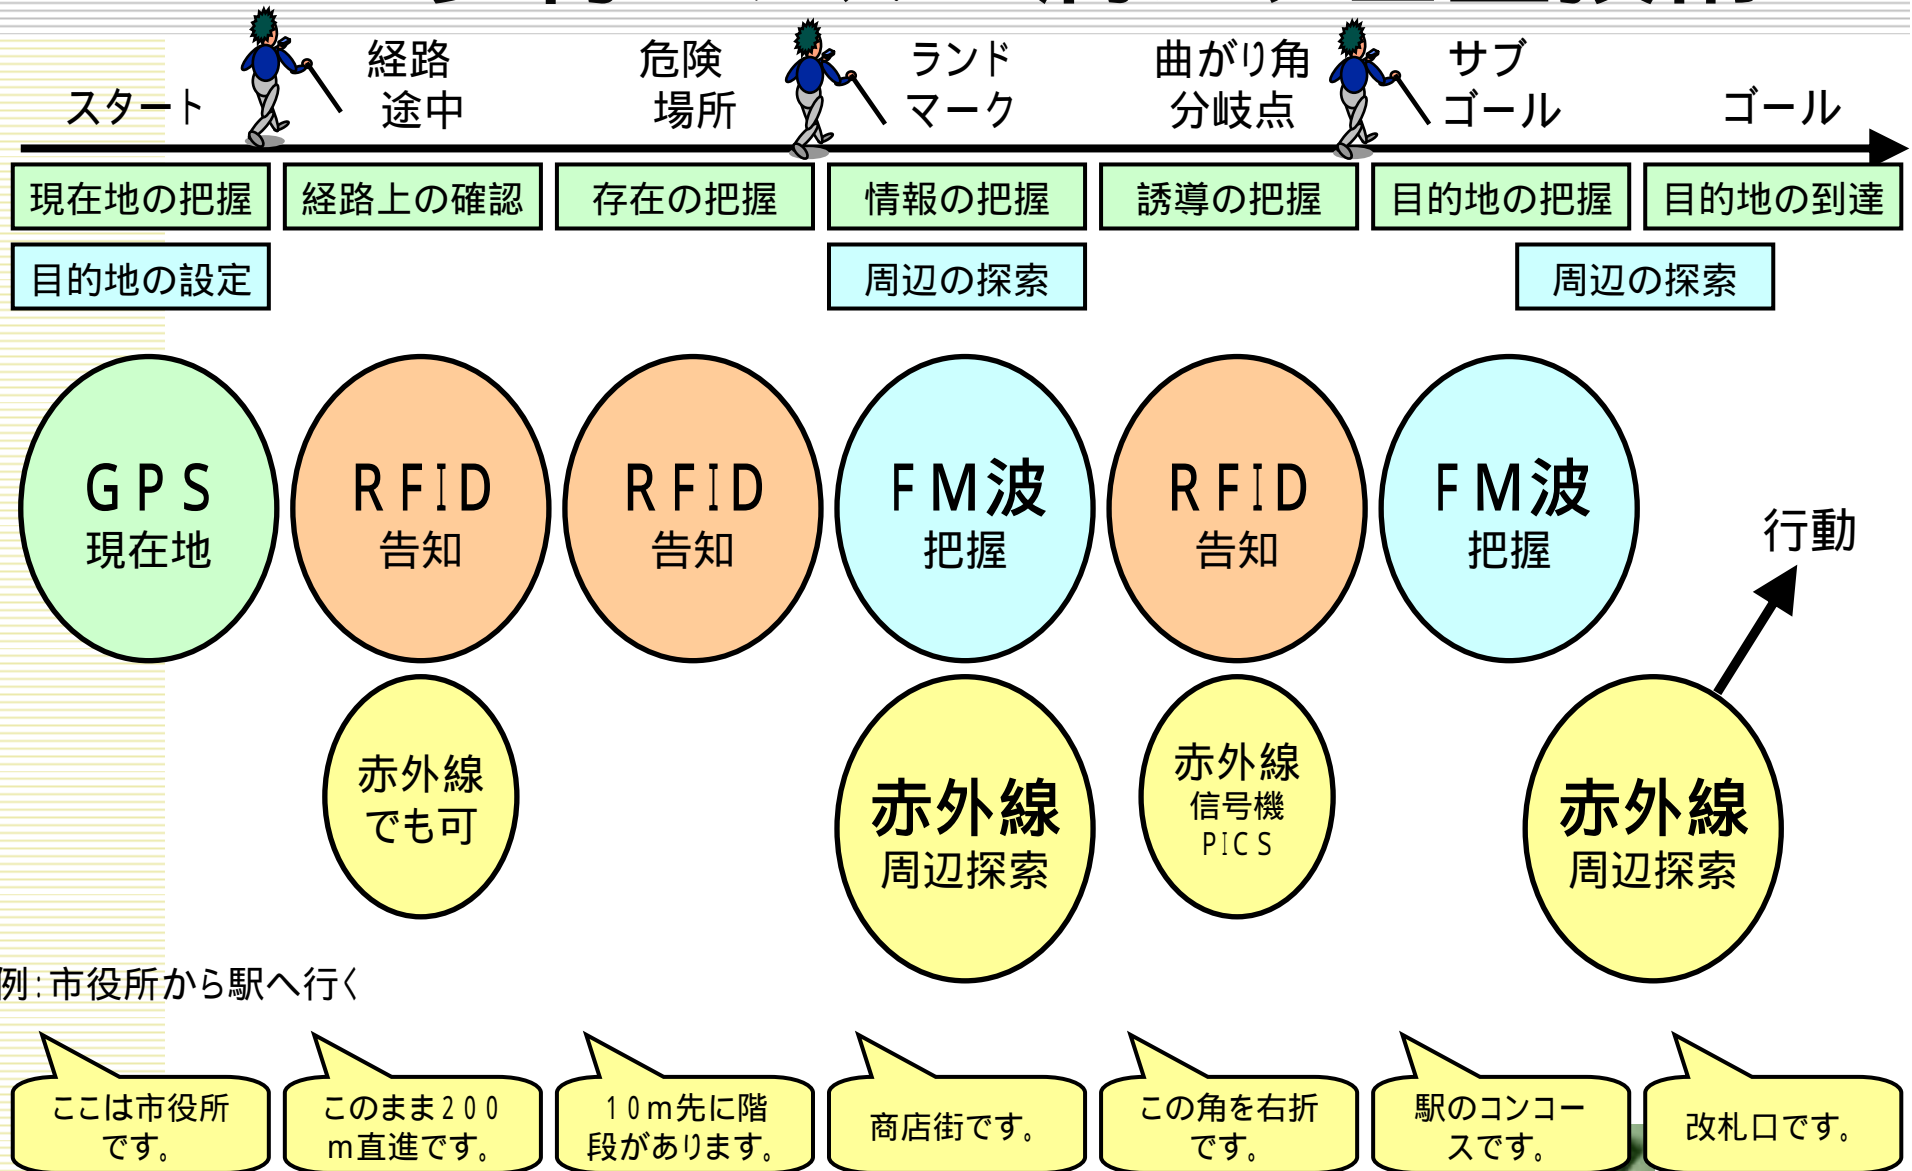 スタート
経路
途中
危険
場所
ランド
マーク
曲がり角
分岐点
サブ
ゴール
ゴール
現在地の把握
経路上の確認
存在の把握
情報の把握
誘導の把握
目的地の把握
目的地の到達
目的地の設定
周辺の探索
周辺の探索
GPS
現在地
RFID
告知
RFID
告知
FM波
把握
RFID
告知
FM波
把握
行動
赤外線
でも可
赤外線
周辺探索
赤外線
信号機
PICS
赤外線
周辺探索
例:市役所から駅へ行く
ここは市役所
です。
このまま200
m直進です。
10m先に階
段があります。
商店街です。
この角を右折
です。
駅のコンコー
スです。
改札口です。